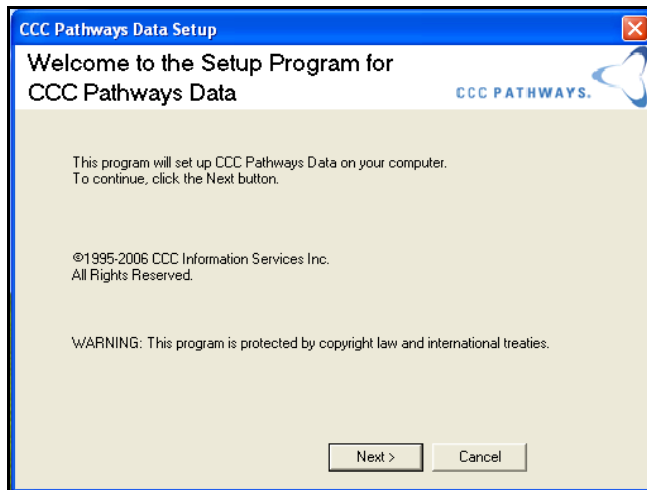 CCC Pathways Data Setup
Welcome to the Setup Program for
CCC Pathways Data
CCC PATHWAYS.
This program will set up CCC Pathways Data on your computer.
To continue, click the Next button.
©1995-2006 CCC Information Services Inc.
All Rights Reserved.
WARNING: This program is protected by copyright law and international treaties.
Next >
Cancel